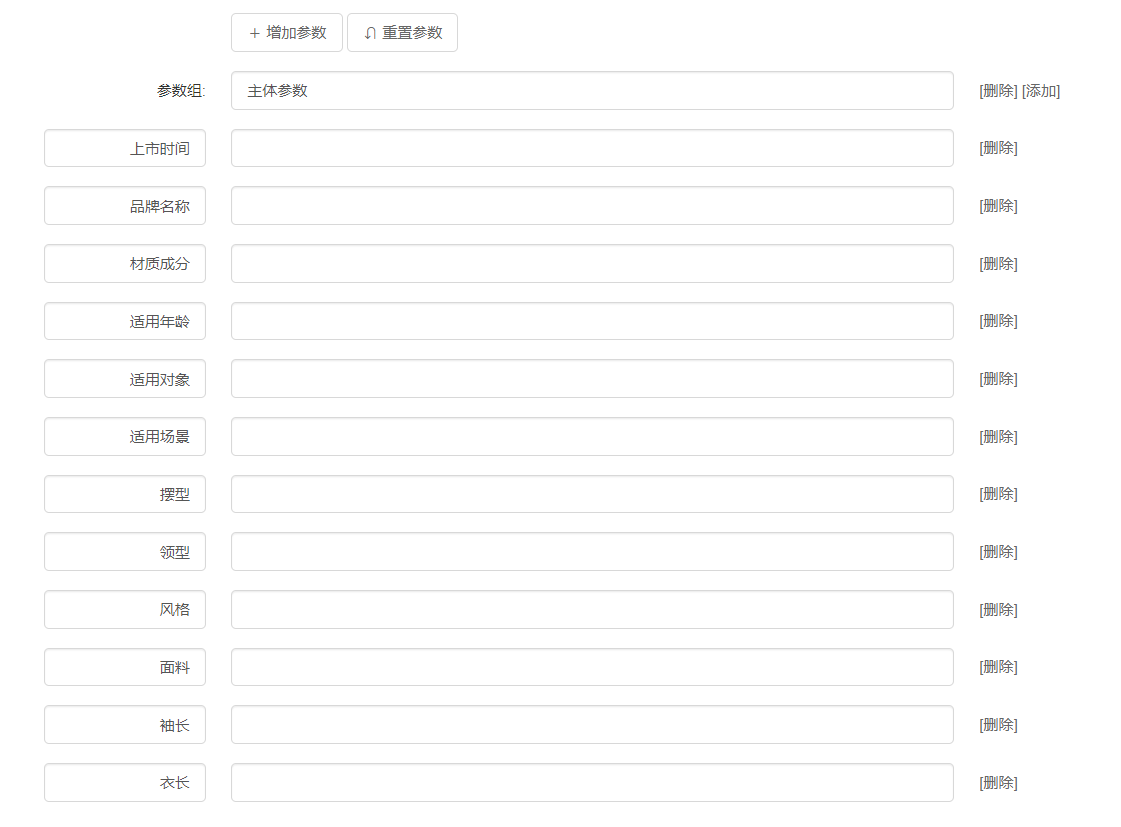 + 增加参数 重置参数
参数组: 主体参数 [删除] [添加]
上市时间 [删除]
品牌名称 [删除]
材质成分 [删除]
适用年龄 [删除]
适用对象 [删除]
适用场景 [删除]
摆型 [删除]
领型 [删除]
风格 [删除]
面料 [删除]
袖长 [删除]
衣长 [删除]